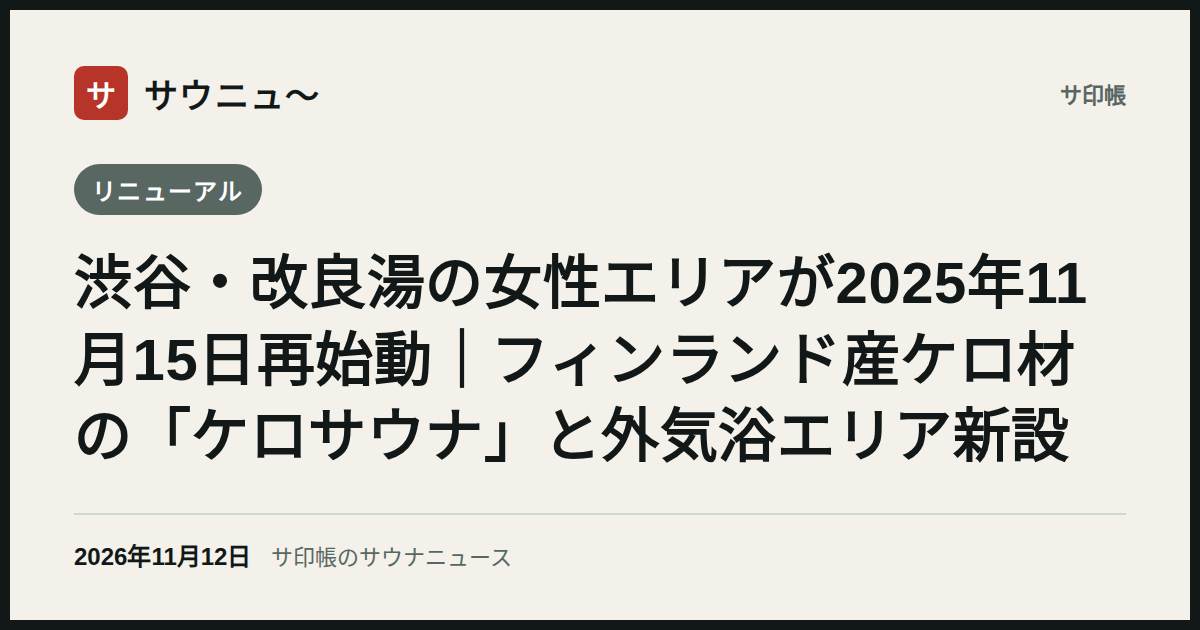 サ サウニュ〜
サ印帳
リニューアル
渋谷・改良湯の女性エリアが2025年11
月15日再始動｜フィンランド産ケロ材
の「ケロサウナ」と外気浴エリア新設
2026年11月12日 サ印帳のサウナニュース